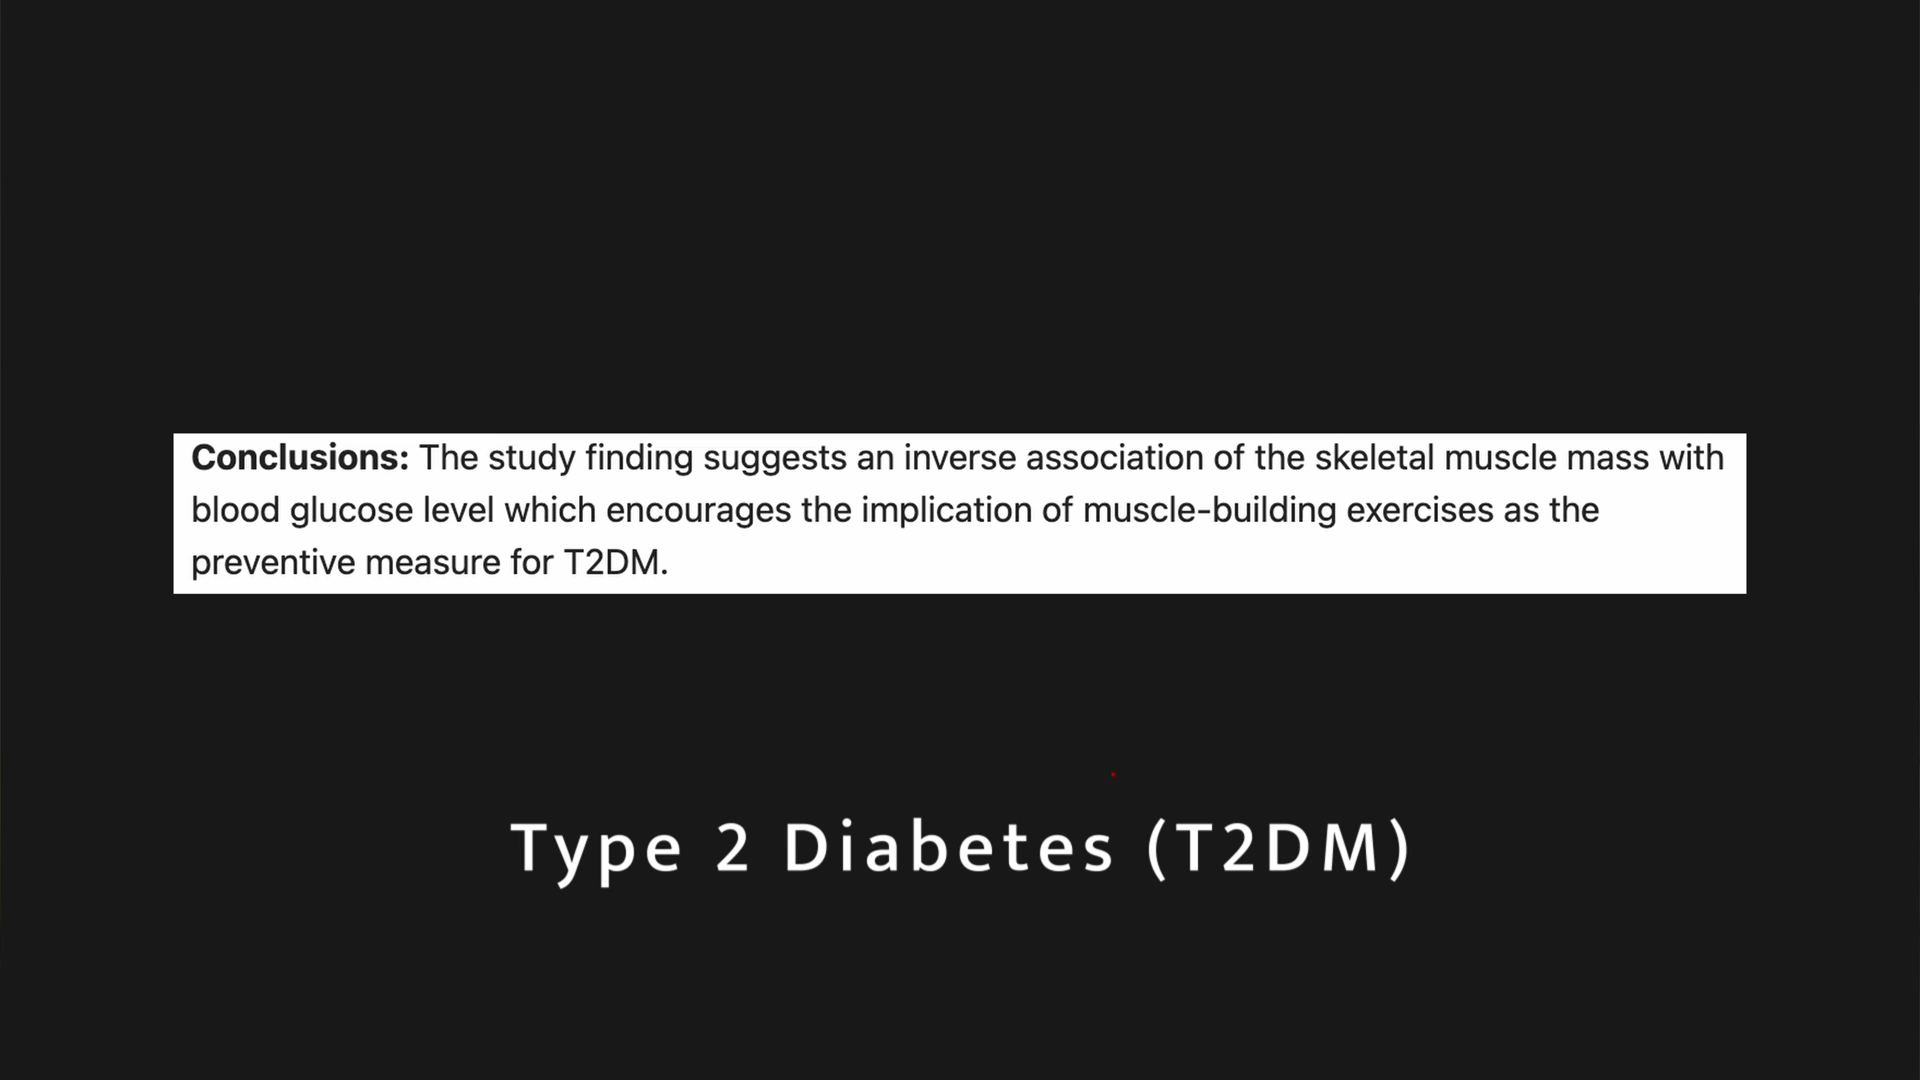 Conclusions: The study finding suggests an inverse association of the skeletal muscle mass with
blood glucose level which encourages the implication of muscle-building exercises as the
preventive measure for T2DM.
Type 2 Diabetes (T2DM)